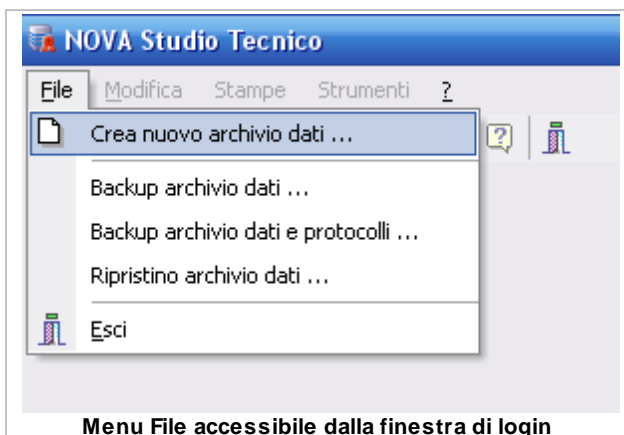 NOVA Studio Tecnico
File Modifica Stampe Strumenti ?
Crea nuovo archivio dati ...
Backup archivio dati ...
Backup archivio dati e protocolli ...
Ripristino archivio dati ...
Esci
Menu File accessibile dalla finestra di login